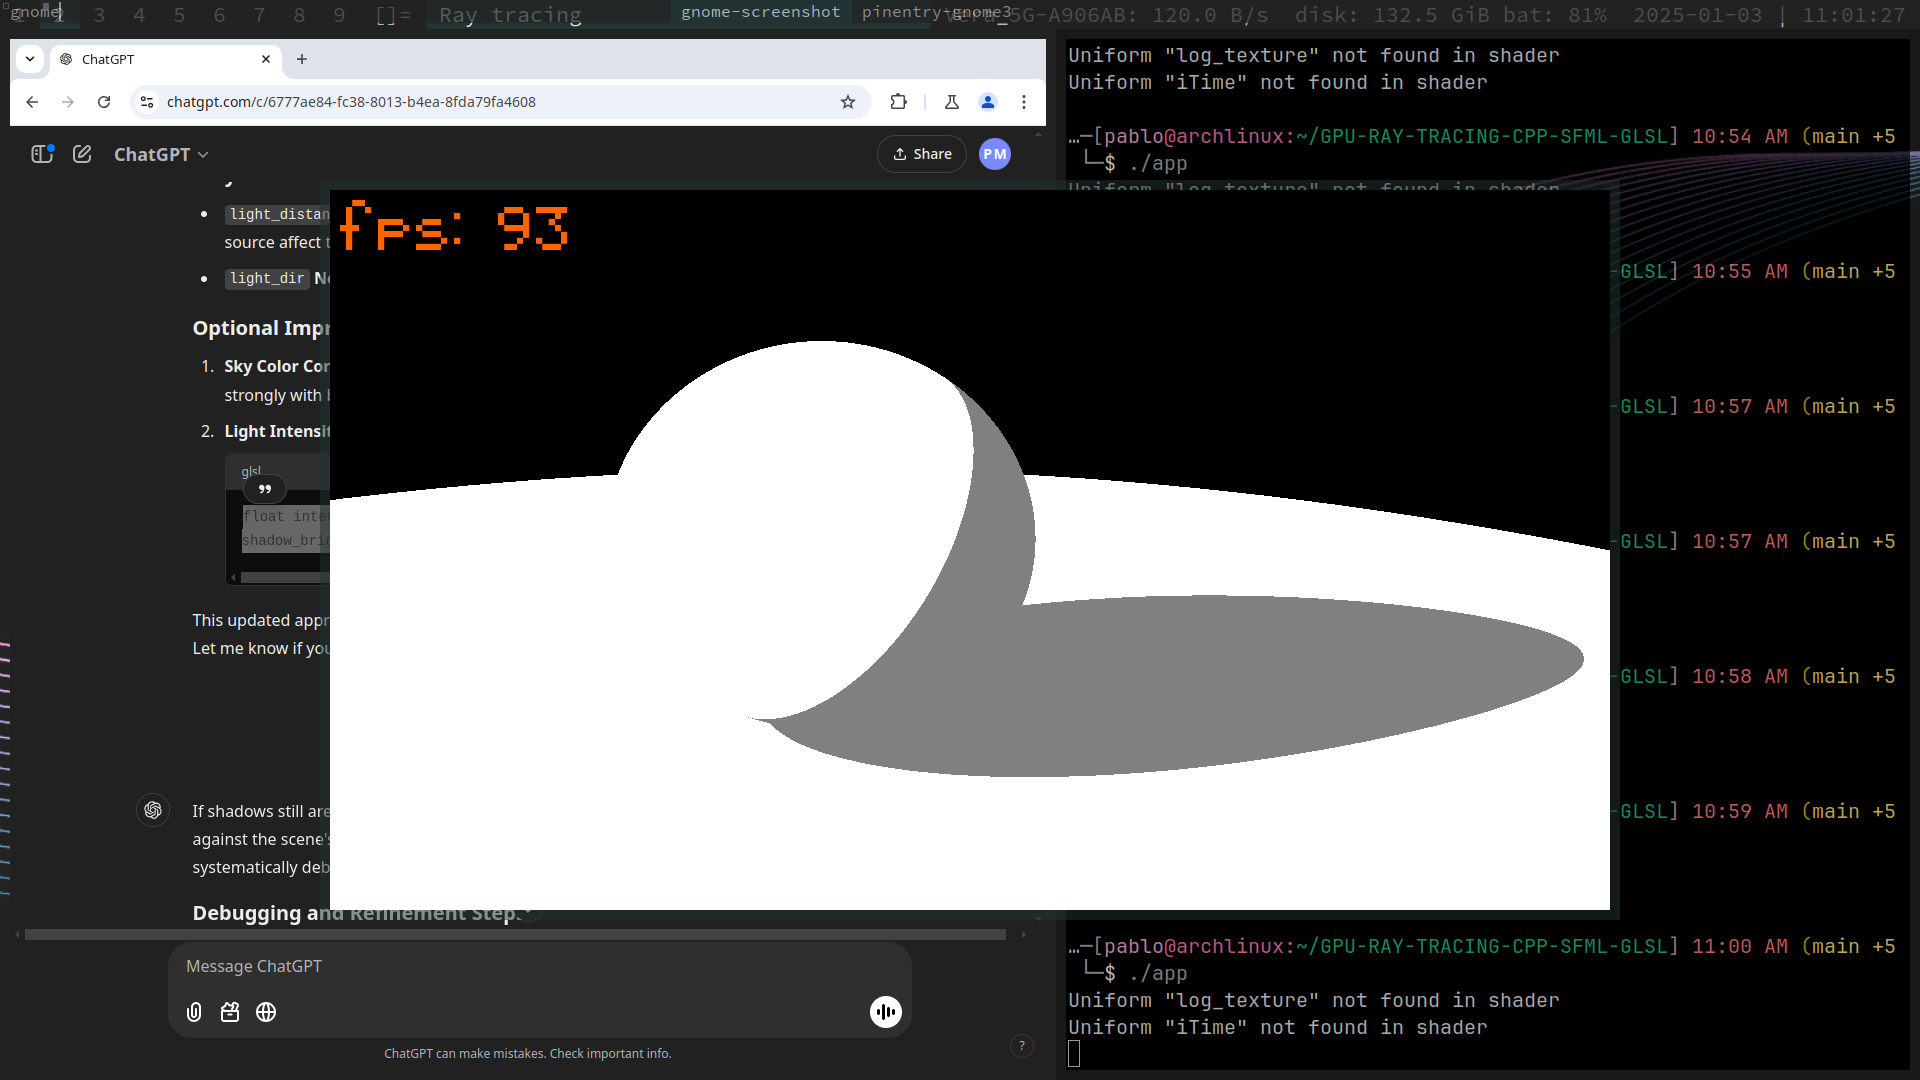 3 4 5 6 7 8 9 []= Ray tracing gnome-screenshot pinentry-gnome3 5G-A906AB: 120.0 B/s disk: 132.5 GiB bat: 81% 2025-01-03 | 11:01:27
ChatGPT
chatgpt.com/c/6777ae84-fc38-8013-b4ea-8fda79fa4608
ChatGPT
Share
PM
light_distan
source affect t
light_dir No
Optional Impr
1. Sky Color Cor
strongly with b
2. Light Intensit
glsl
float inte
shadow_brig
This updated appr
Let me know if you
If shadows still are
against the scene's
systematically deb
Debugging and Refinement Step
Message ChatGPT
ChatGPT can make mistakes. Check important info.
?
fps: 93
Uniform "log_texture" not found in shader
Uniform "iTime" not found in shader
…─[pablo@archlinux:~/GPU-RAY-TRACING-CPP-SFML-GLSL] 10:54 AM (main +5
└─$ ./app
Uniform "log_texture" not found in shader
-GLSL] 10:55 AM (main +5
-GLSL] 10:57 AM (main +5
-GLSL] 10:57 AM (main +5
-GLSL] 10:58 AM (main +5
-GLSL] 10:59 AM (main +5
…─[pablo@archlinux:~/GPU-RAY-TRACING-CPP-SFML-GLSL] 11:00 AM (main +5
└─$ ./app
Uniform "log_texture" not found in shader
Uniform "iTime" not found in shader